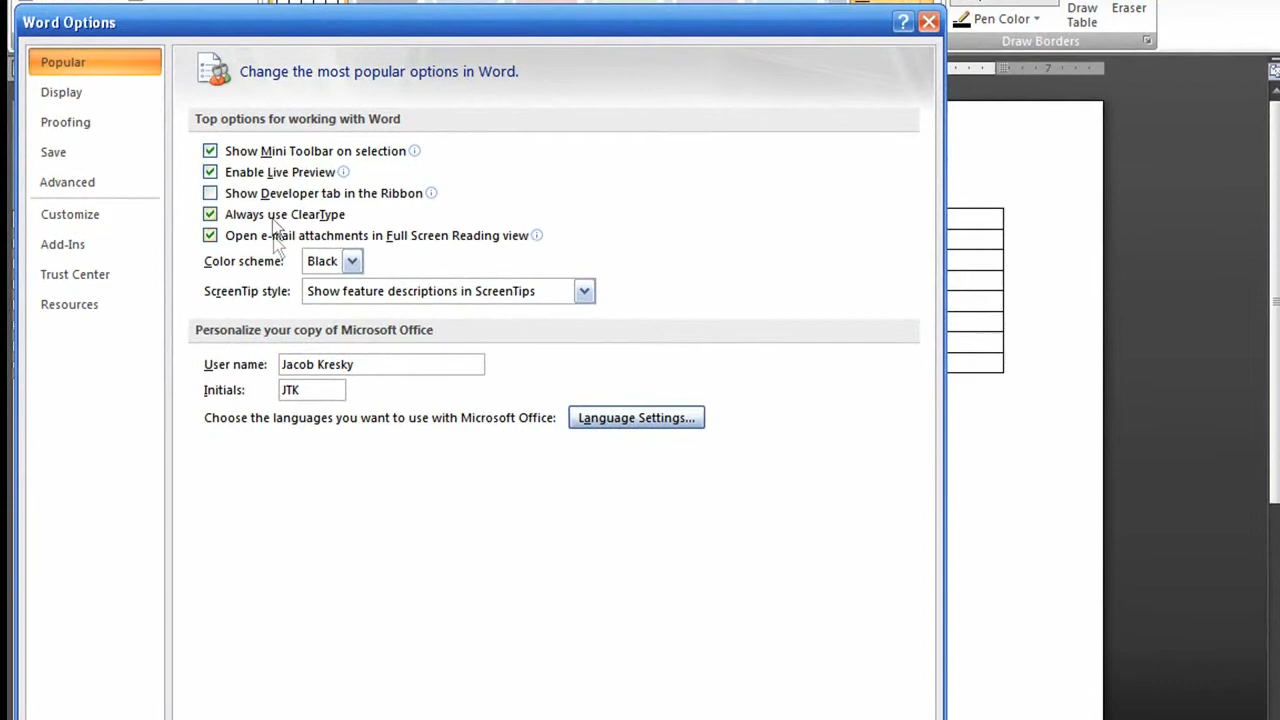 Word Options
Popular
Display
Proofing
Save
Advanced
Customize
Add-Ins
Trust Center
Resources
Change the most popular options in Word.
Top options for working with Word
Show Mini Toolbar on selection
Enable Live Preview
Show Developer tab in the Ribbon
Always use ClearType
Open e-mail attachments in Full Screen Reading view
Color scheme: Black
ScreenTip style: Show feature descriptions in ScreenTips
Personalize your copy of Microsoft Office
User name: Jacob Kresky
Initials: JTK
Choose the languages you want to use with Microsoft Office: Language Settings...
Pen Color
Draw
Table
Eraser
Draw Borders
7